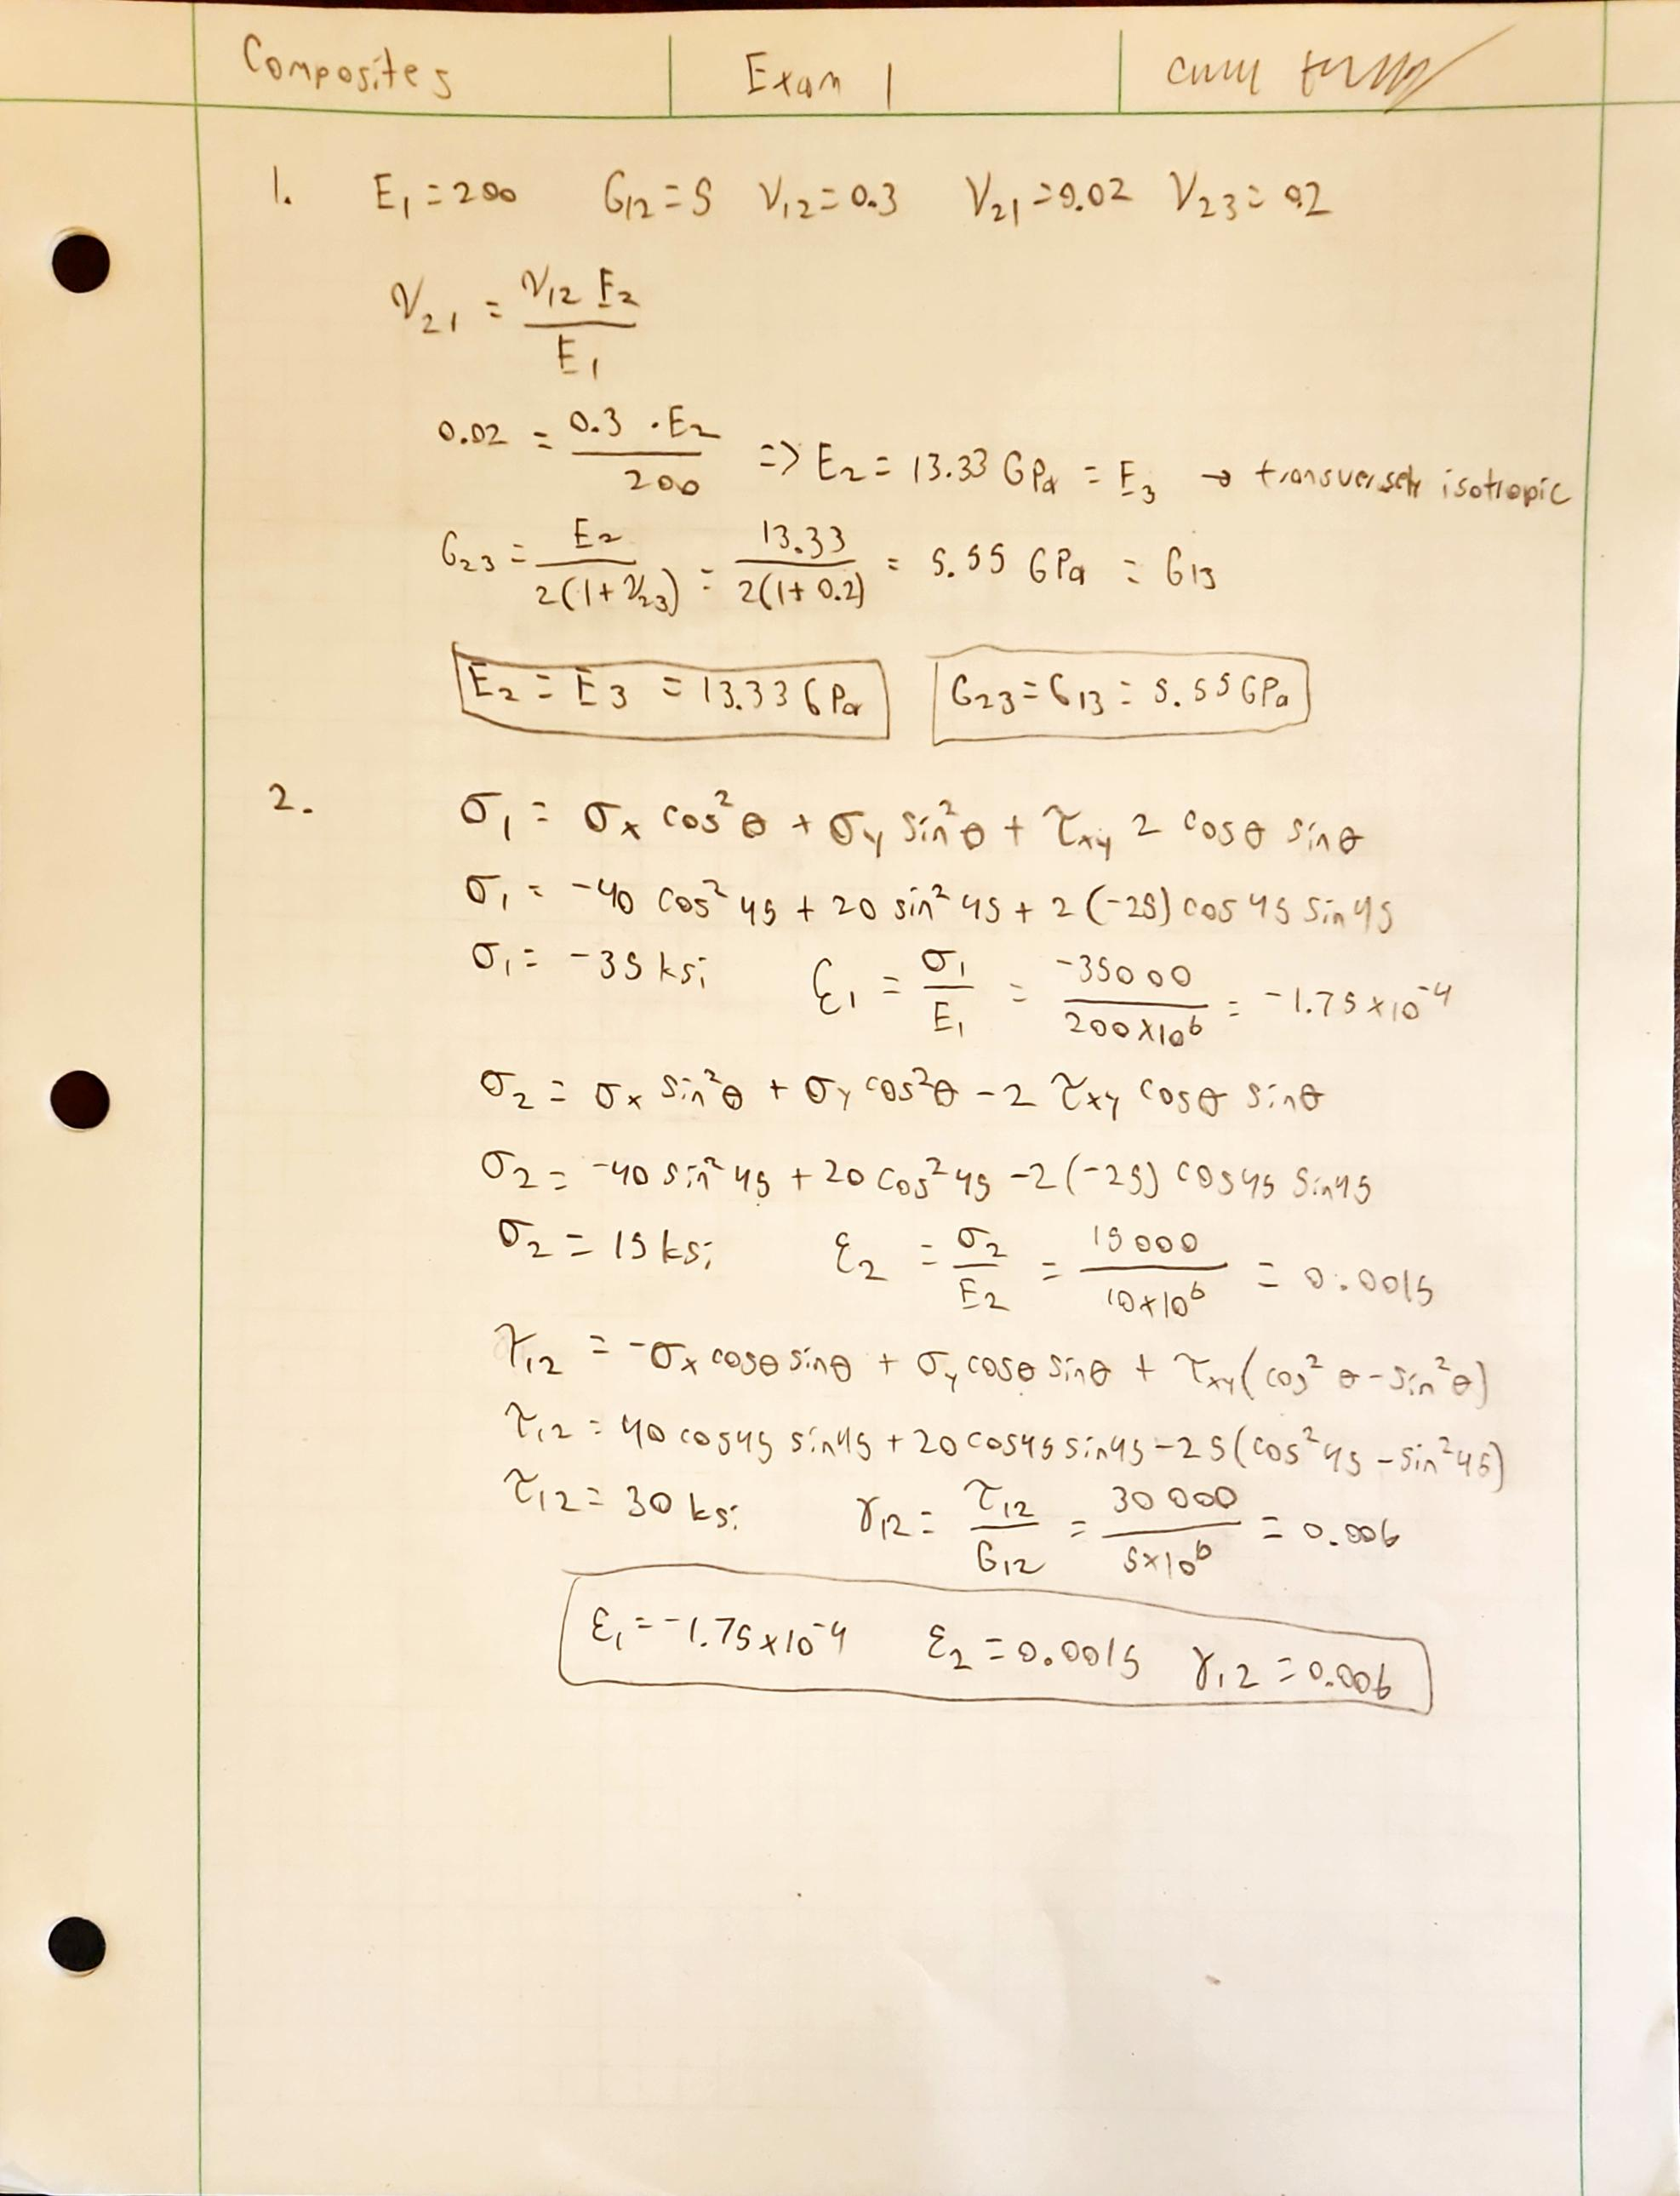 Composites Exam 1
1. E₁ = 200 G₁₂ = 5 ν₁₂ = 0.3 ν₂₁ = 0.02 ν₂₃ = 0.2
ν₂₁ = ν₁₂ E₂ / E₁
0.02 = 0.3 · E₂ / 200 => E₂ = 13.33 GPa = E₃ → transversely isotropic
G₂₃ = E₂ / 2(1 + ν₂₃) = 13.33 / 2(1 + 0.2) = 5.55 GPa = G₁₃
E₂ = E₃ = 13.33 GPa G₂₃ = G₁₃ = 5.55 GPa
2. σ₁ = σx cos²θ + σy sin²θ + τxy 2 cosθ sinθ
σ₁ = -40 cos² 45 + 20 sin² 45 + 2(-25) cos 45 sin 45
σ₁ = -35 ksi ε₁ = σ₁ / E₁ = -35000 / 200×10⁶ = -1.75×10⁻⁴
σ₂ = σx sin²θ + σy cos²θ - 2 τxy cosθ sinθ
σ₂ = -40 sin² 45 + 20 cos² 45 - 2(-25) cos 45 sin 45
σ₂ = 15 ksi ε₂ = σ₂ / E₂ = 15000 / 10×10⁶ = 0.0015
τ₁₂ = -σx cosθ sinθ + σy cosθ sinθ + τxy (cos²θ - sin²θ)
τ₁₂ = 40 cos 45 sin 45 + 20 cos 45 sin 45 - 25(cos² 45 - sin² 45)
τ₁₂ = 30 ksi γ₁₂ = τ₁₂ / G₁₂ = 30000 / 5×10⁶ = 0.006
ε₁ = -1.75×10⁻⁴ ε₂ = 0.0015 γ₁₂ = 0.006